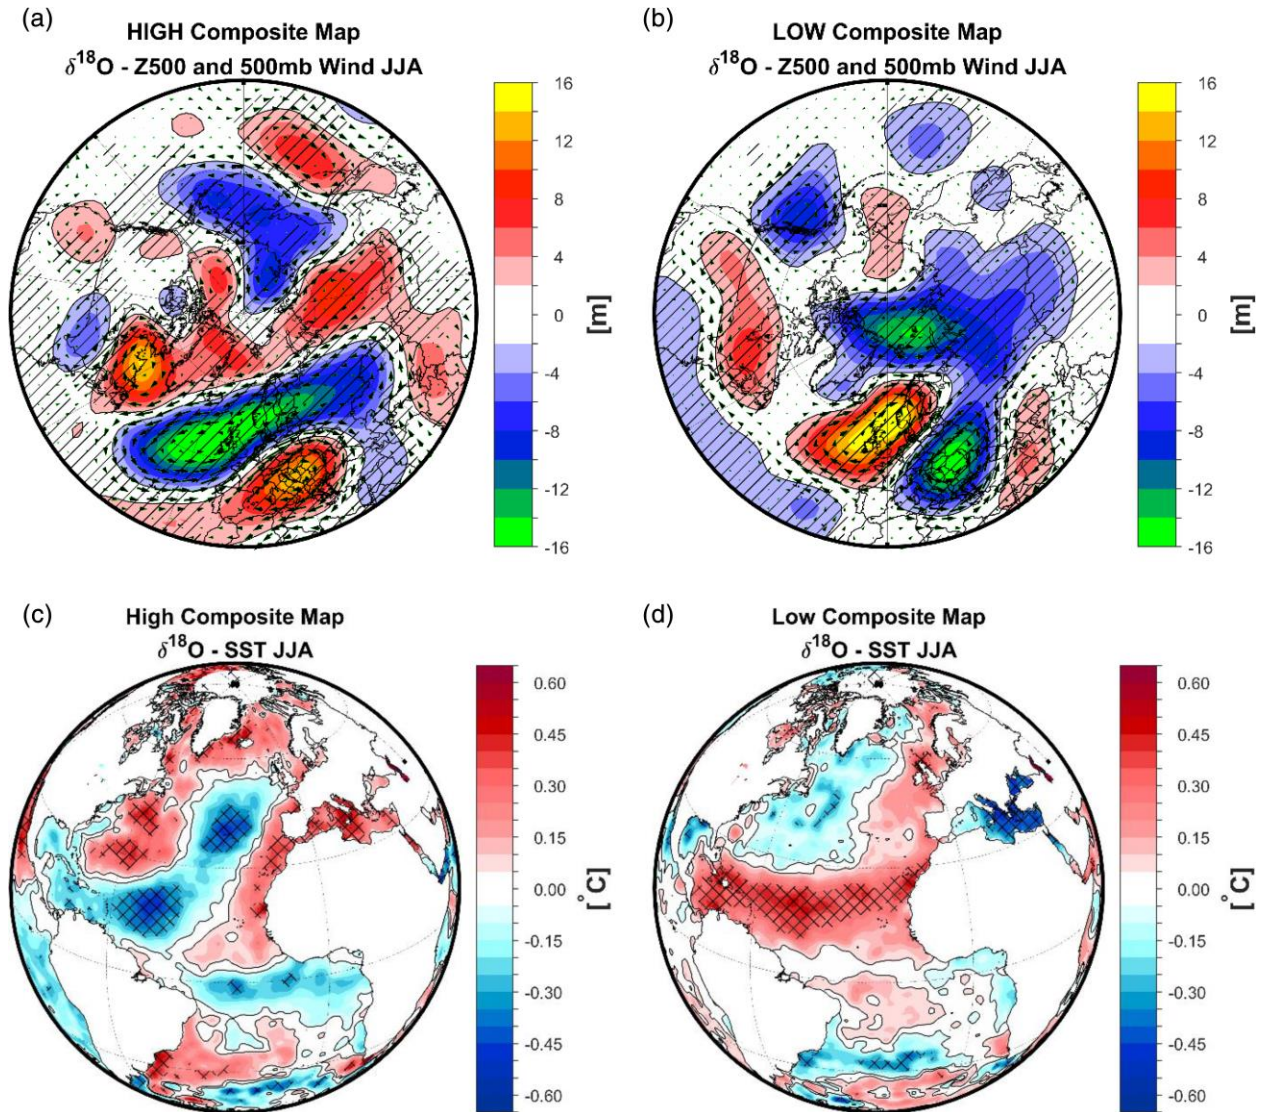 (a)
HIGH Composite Map
δ¹⁸O - Z500 and 500mb Wind JJA
16
12
8
4
0
-4
-8
-12
-16
[m]
(b)
LOW Composite Map
δ¹⁸O - Z500 and 500mb Wind JJA
16
12
8
4
0
-4
-8
-12
-16
[m]
(c)
High Composite Map
δ¹⁸O - SST JJA
0.60
0.45
0.30
0.15
0.00
-0.15
-0.30
-0.45
-0.60
[°C]
(d)
Low Composite Map
δ¹⁸O - SST JJA
0.60
0.45
0.30
0.15
0.00
-0.15
-0.30
-0.45
-0.60
[°C]